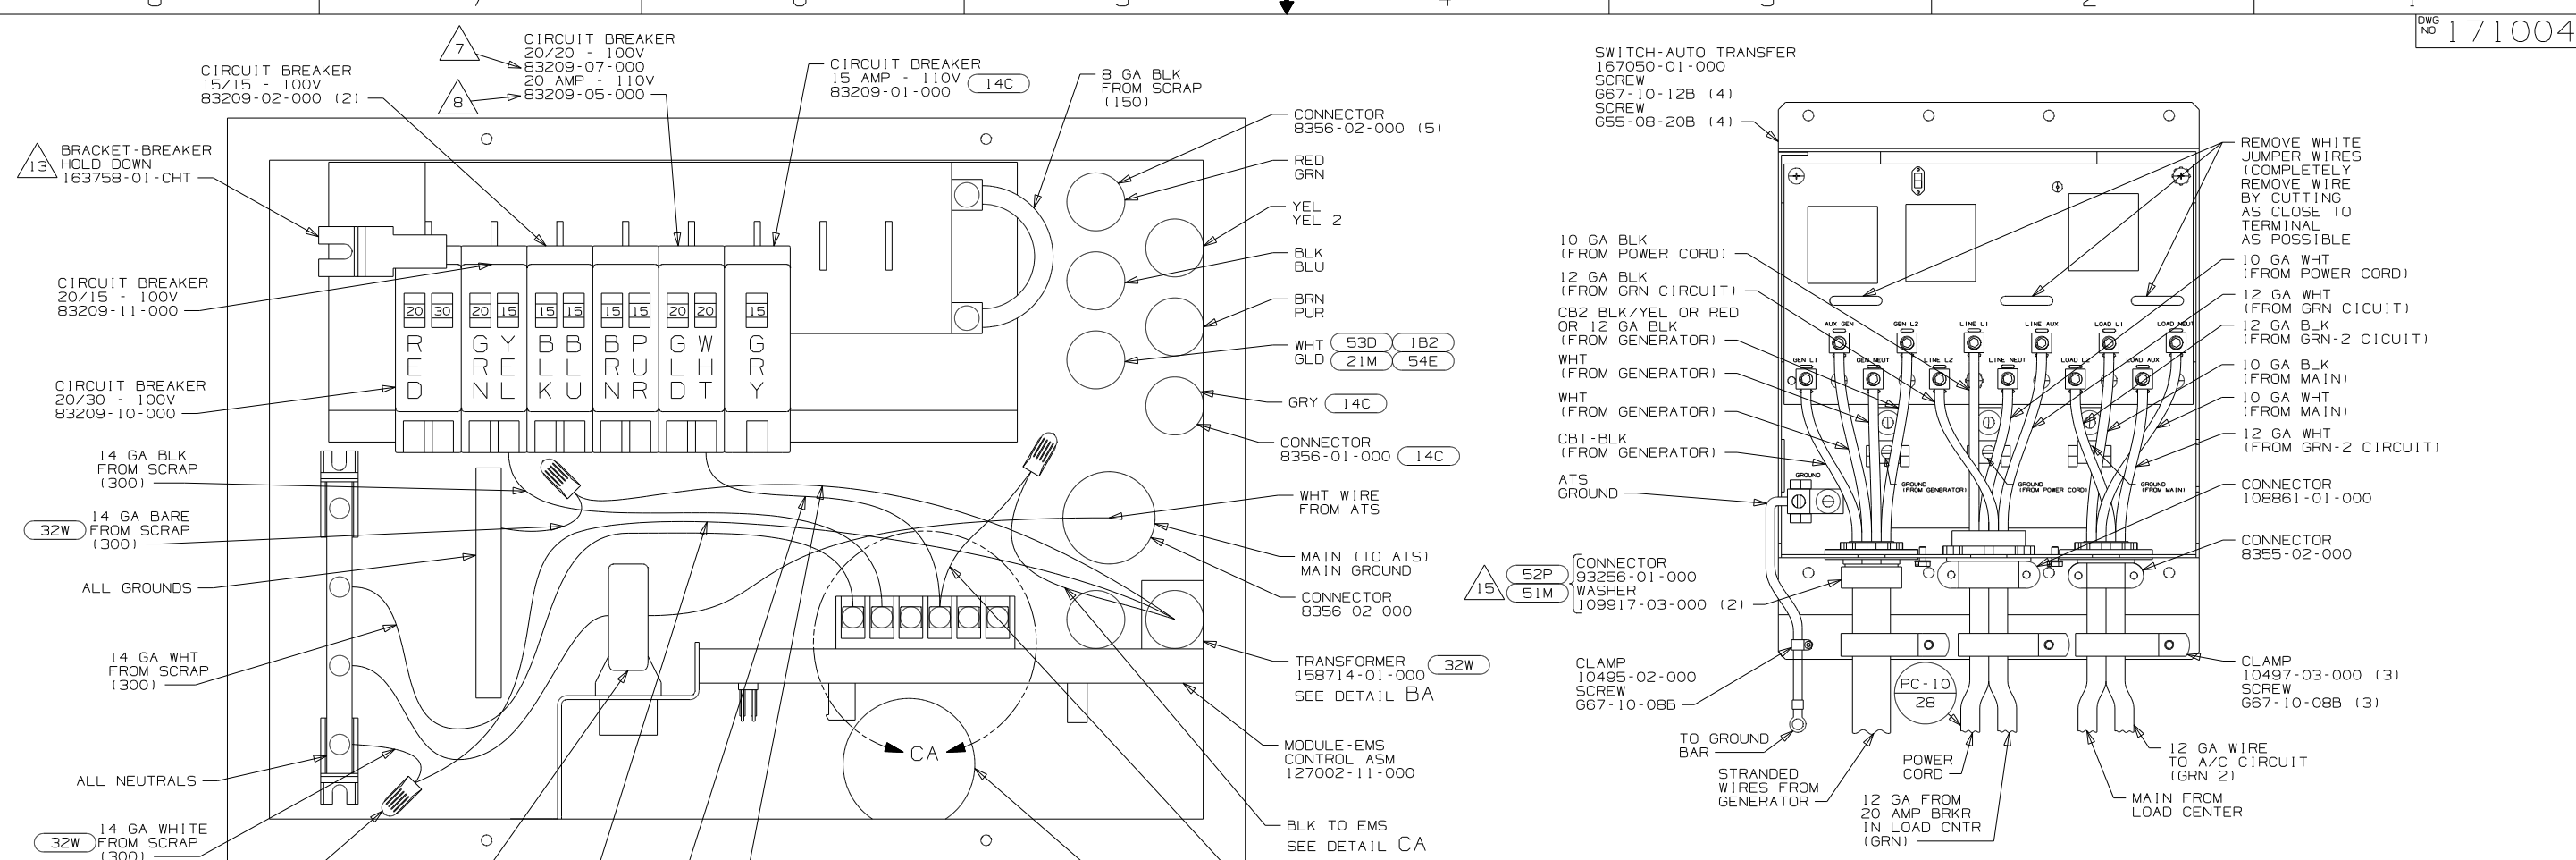 DWG
NO 171004
7
8
CIRCUIT BREAKER
20/20 - 100V
83209-07-000
20 AMP - 110V
83209-05-000
CIRCUIT BREAKER
15/15 - 100V
83209-02-000 (2)
CIRCUIT BREAKER
15 AMP - 110V
83209-01-000
14C
8 GA BLK
FROM SCRAP
(150)
13
BRACKET-BREAKER
HOLD DOWN
163758-01-CHT
CIRCUIT BREAKER
20/15 - 100V
83209-11-000
CIRCUIT BREAKER
20/30 - 100V
83209-10-000
14 GA BLK
FROM SCRAP
(300)
32W
14 GA BARE
FROM SCRAP
(300)
ALL GROUNDS
14 GA WHT
FROM SCRAP
(300)
ALL NEUTRALS
32W
14 GA WHITE
FROM SCRAP
(300)
20 30 20 15 15 15 15 15 20 20 15
RED
GRN
YEL
BLK
BLU
BRN
PUR
GLD
WHT
GRY
CA
CONNECTOR
8356-02-000 (5)
RED
GRN
YEL
YEL 2
BLK
BLU
BRN
PUR
WHT 53D 1B2
GLD 21M 54E
GRY 14C
CONNECTOR
8356-01-000 14C
WHT WIRE
FROM ATS
MAIN (TO ATS)
MAIN GROUND
CONNECTOR
8356-02-000
TRANSFORMER 32W
158714-01-000
SEE DETAIL BA
MODULE-EMS
CONTROL ASM
127002-11-000
BLK TO EMS
SEE DETAIL CA
SWITCH-AUTO TRANSFER
167050-01-000
SCREW
G67-10-12B (4)
SCREW
G55-08-20B (4)
10 GA BLK
(FROM POWER CORD)
12 GA BLK
(FROM GRN CIRCUIT)
CB2 BLK/YEL OR RED
OR 12 GA BLK
(FROM GENERATOR)
WHT
(FROM GENERATOR)
WHT
(FROM GENERATOR)
CB1-BLK
(FROM GENERATOR)
ATS
GROUND
15
52P
51M
CONNECTOR
93256-01-000
WASHER
109917-03-000 (2)
CLAMP
10495-02-000
SCREW
G67-10-08B
TO GROUND
BAR
STRANDED
WIRES FROM
GENERATOR
PC-10
28
POWER
CORD
12 GA FROM
20 AMP BRKR
IN LOAD CNTR
(GRN)
AUX GEN
GEN L2
LINE L1
LINE AUX
LOAD L1
LOAD NEUT
GEN L1
GEN NEUT
LINE L2
LINE NEUT
LOAD L2
LOAD AUX
GROUND
GROUND
(FROM GENERATOR)
GROUND
(FROM POWER CORD)
GROUND
(FROM MAIN)
REMOVE WHITE
JUMPER WIRES
(COMPLETELY
REMOVE WIRE
BY CUTTING
AS CLOSE TO
TERMINAL
AS POSSIBLE
10 GA WHT
(FROM POWER CORD)
12 GA WHT
(FROM GRN CICUIT)
12 GA BLK
(FROM GRN-2 CICUIT)
10 GA BLK
(FROM MAIN)
10 GA WHT
(FROM MAIN)
12 GA WHT
(FROM GRN-2 CIRCUIT)
CONNECTOR
108861-01-000
CONNECTOR
8355-02-000
CLAMP
10497-03-000 (3)
SCREW
G67-10-08B (3)
12 GA WIRE
TO A/C CIRCUIT
(GRN 2)
MAIN FROM
LOAD CENTER